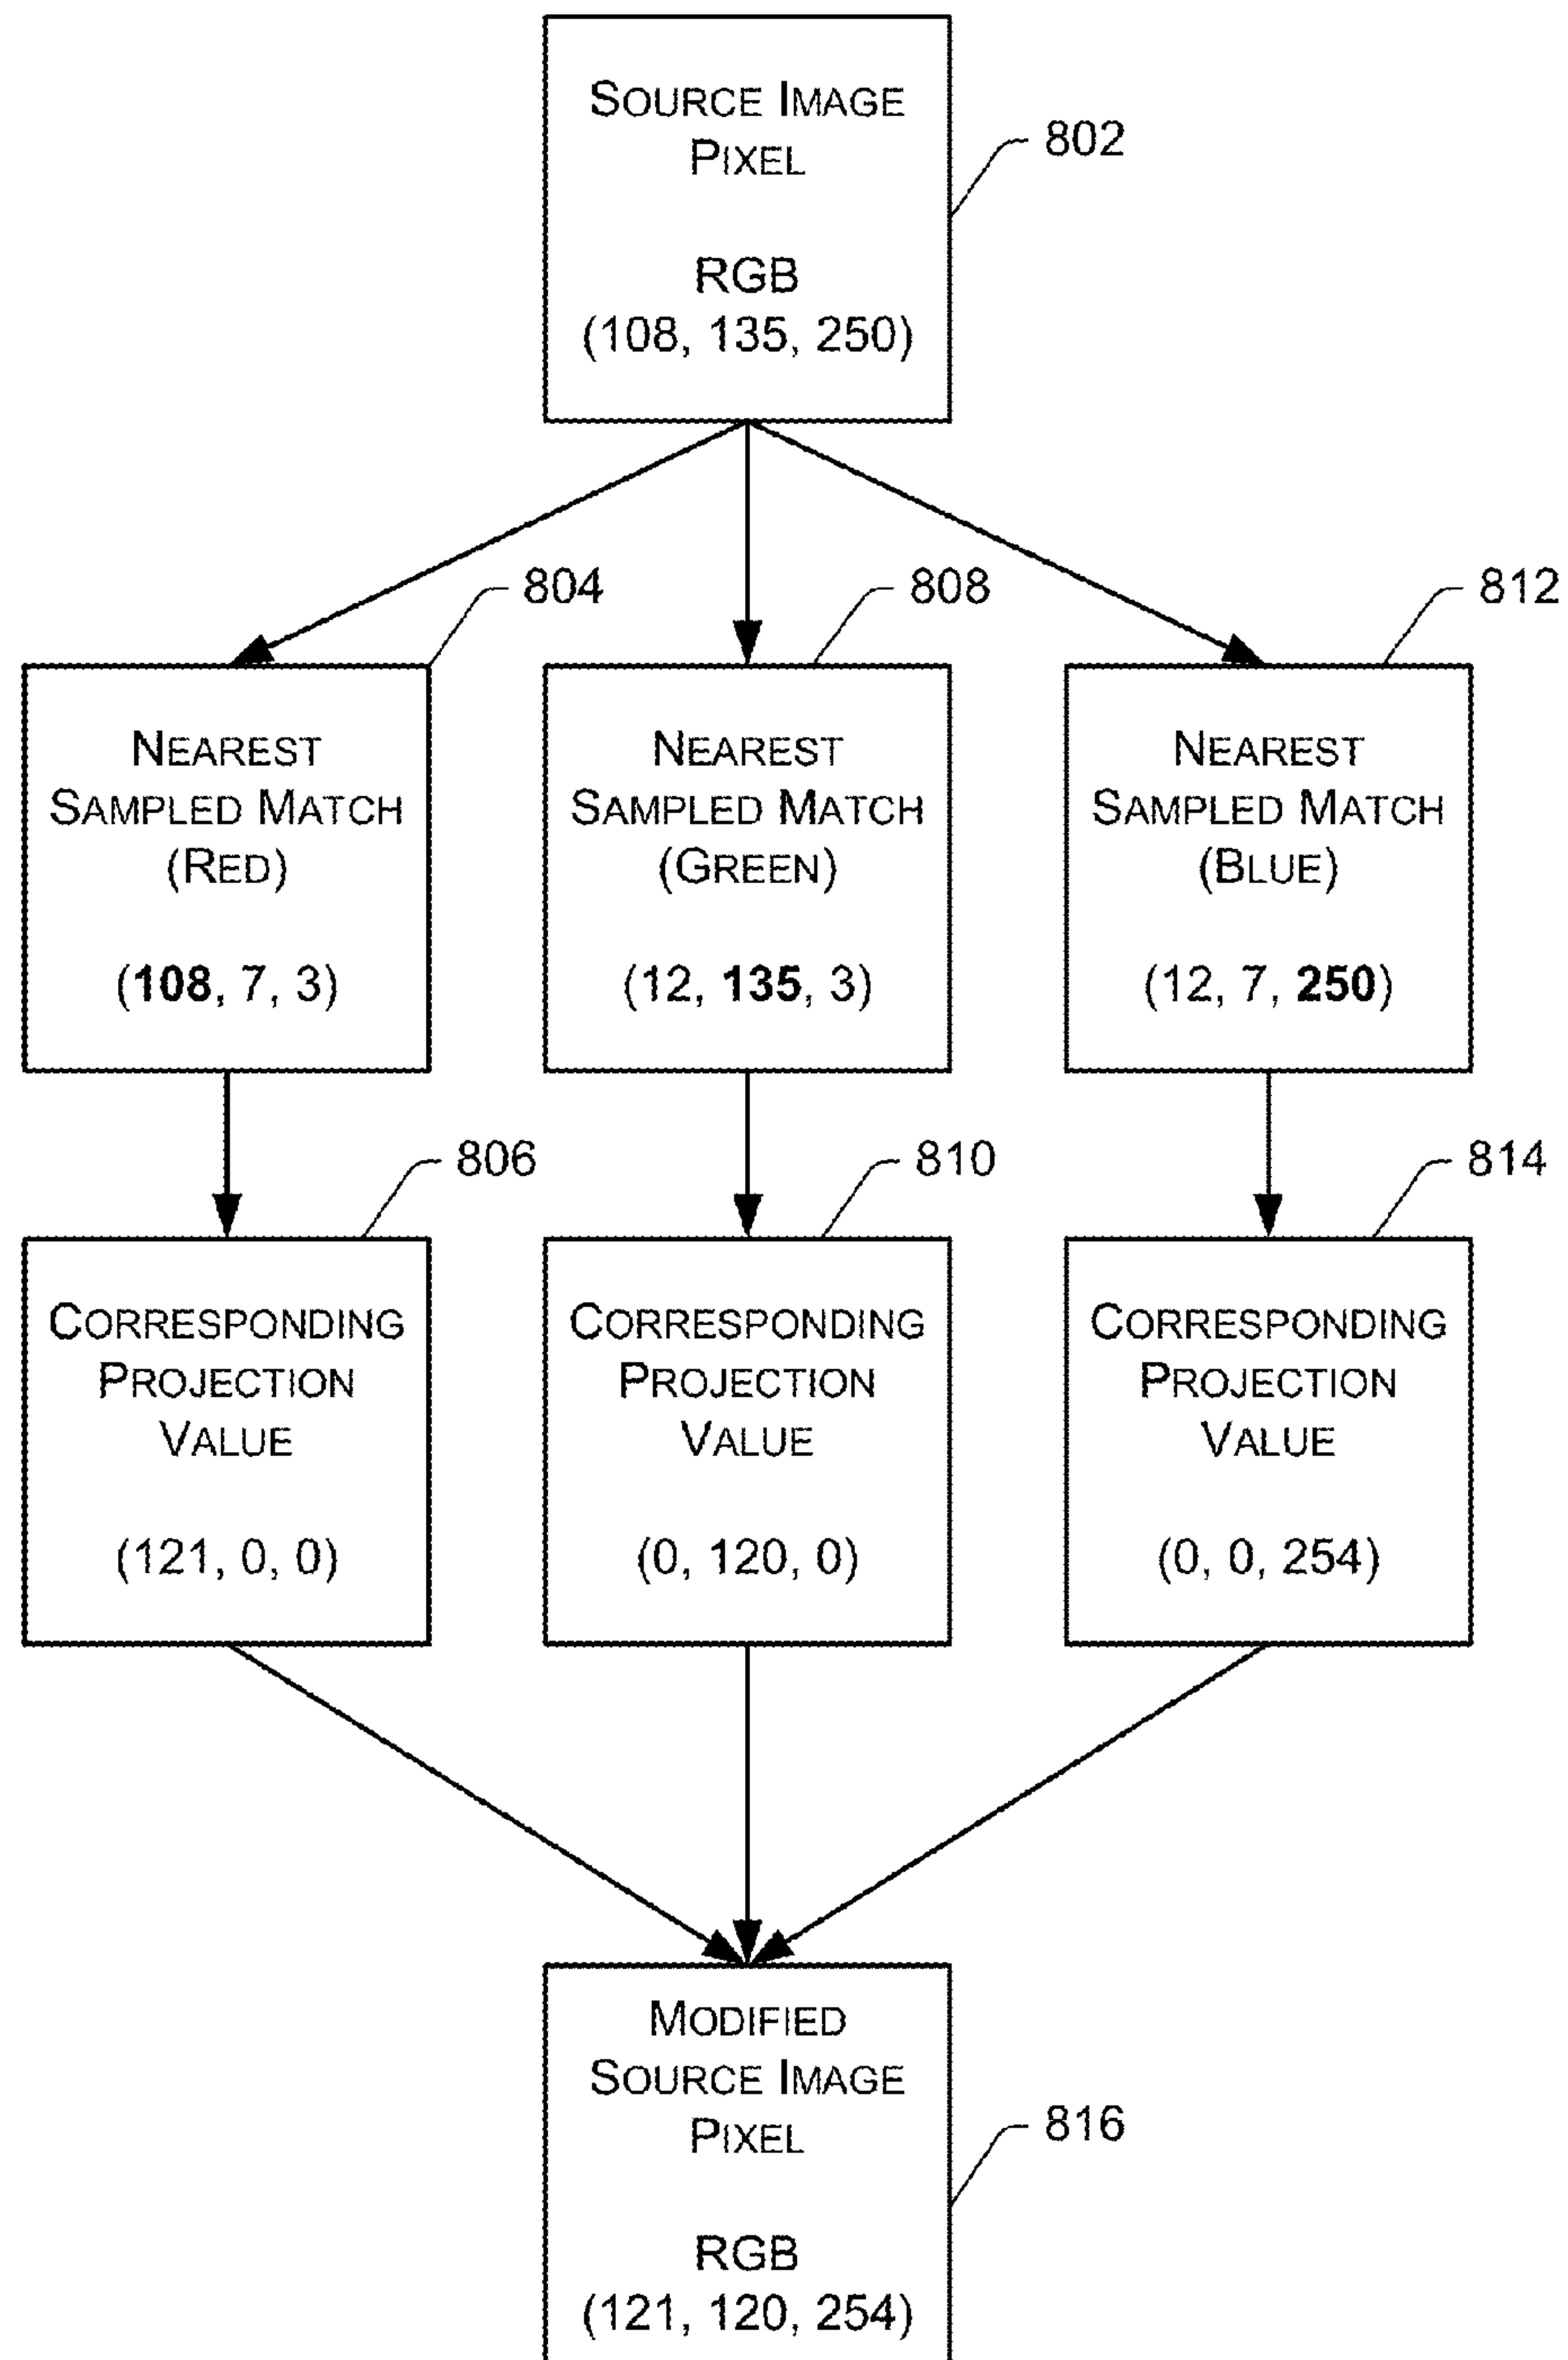 SOURCE IMAGE
PIXEL
RGB
(108, 135, 250)
802
804
808
812
NEAREST
SAMPLED MATCH
(RED)
(108, 7, 3)
NEAREST
SAMPLED MATCH
(GREEN)
(12, 135, 3)
NEAREST
SAMPLED MATCH
(BLUE)
(12, 7, 250)
806
810
814
CORRESPONDING
PROJECTION
VALUE
(121, 0, 0)
CORRESPONDING
PROJECTION
VALUE
(0, 120, 0)
CORRESPONDING
PROJECTION
VALUE
(0, 0, 254)
MODIFIED
SOURCE IMAGE
PIXEL
RGB
(121, 120, 254)
816